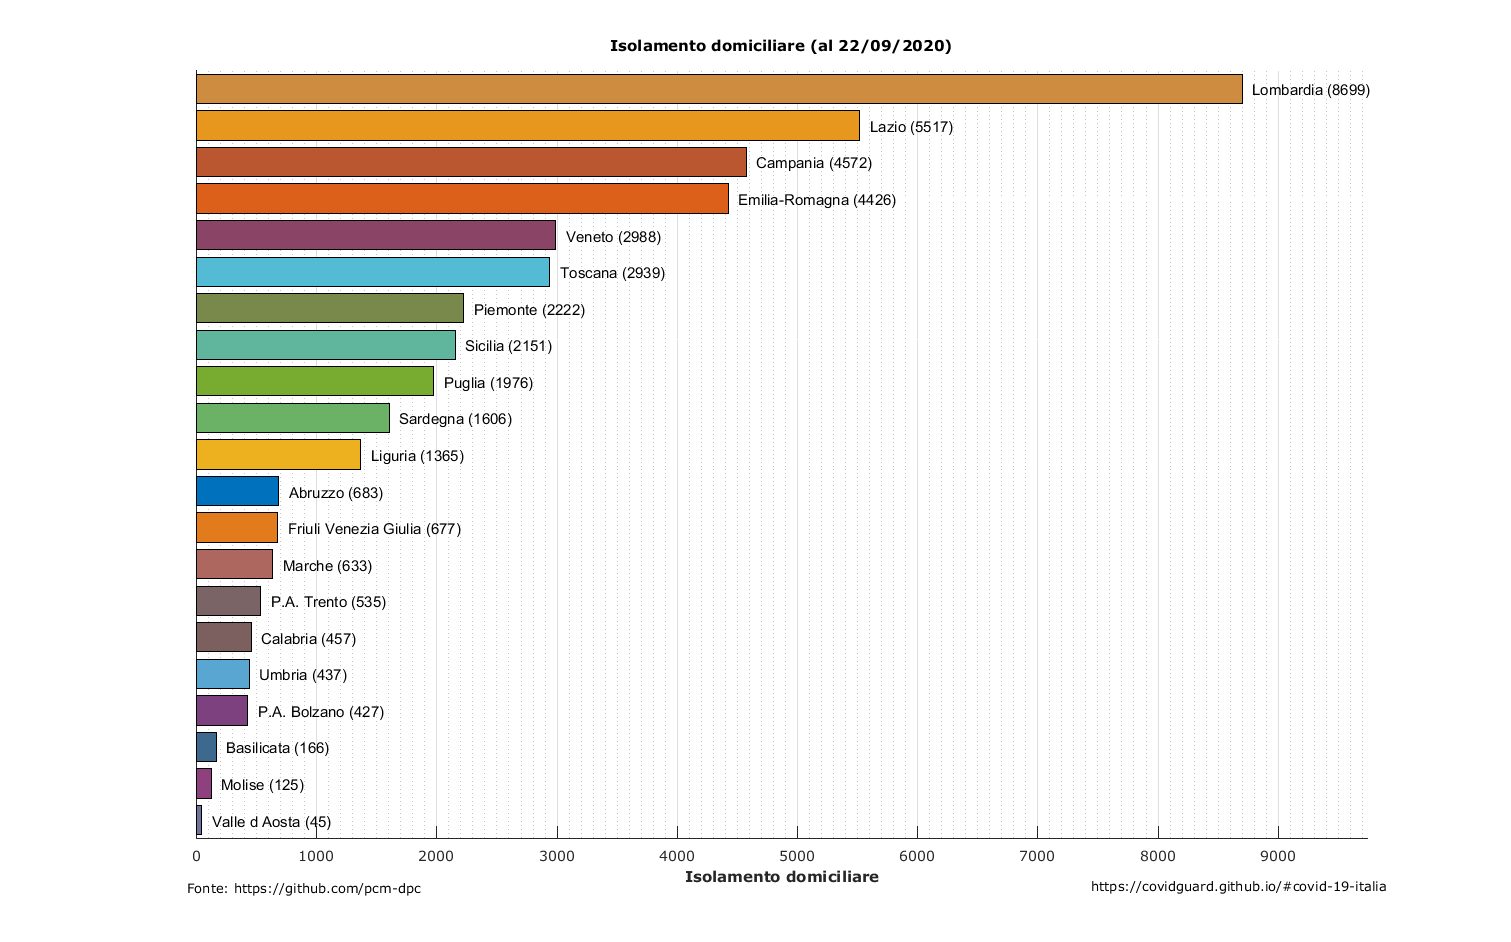 Isolamento domiciliare (al 22/09/2020)
Lombardia (8699)
Lazio (5517)
Campania (4572)
Emilia-Romagna (4426)
Veneto (2988)
Toscana (2939)
Piemonte (2222)
Sicilia (2151)
Puglia (1976)
Sardegna (1606)
Liguria (1365)
Abruzzo (683)
Friuli Venezia Giulia (677)
Marche (633)
P.A. Trento (535)
Calabria (457)
Umbria (437)
P.A. Bolzano (427)
Basilicata (166)
Molise (125)
Valle d Aosta (45)
0 1000 2000 3000 4000 5000 6000 7000 8000 9000
Isolamento domiciliare
Fonte: https://github.com/pcm-dpc
https://covidguard.github.io/#covid-19-italia